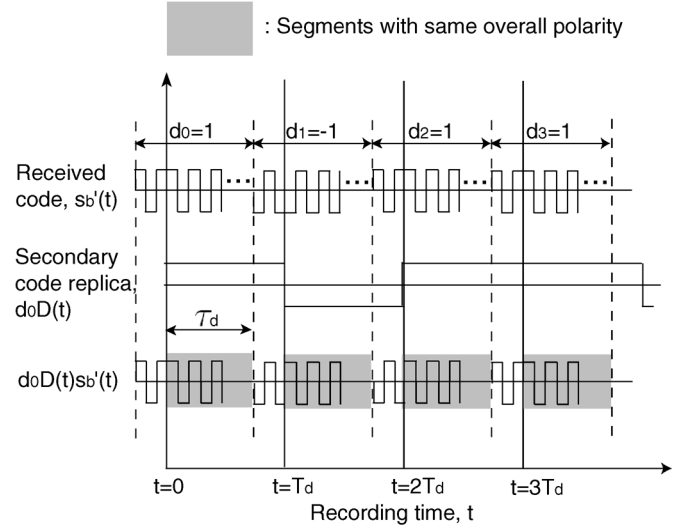 : Segments with same overall polarity
d0=1 d1=-1 d2=1 d3=1
Received
code, sb'(t)
Secondary
code replica,
d0D(t)
τd
d0D(t)sb'(t)
t=0 t=Td t=2Td t=3Td
Recording time, t